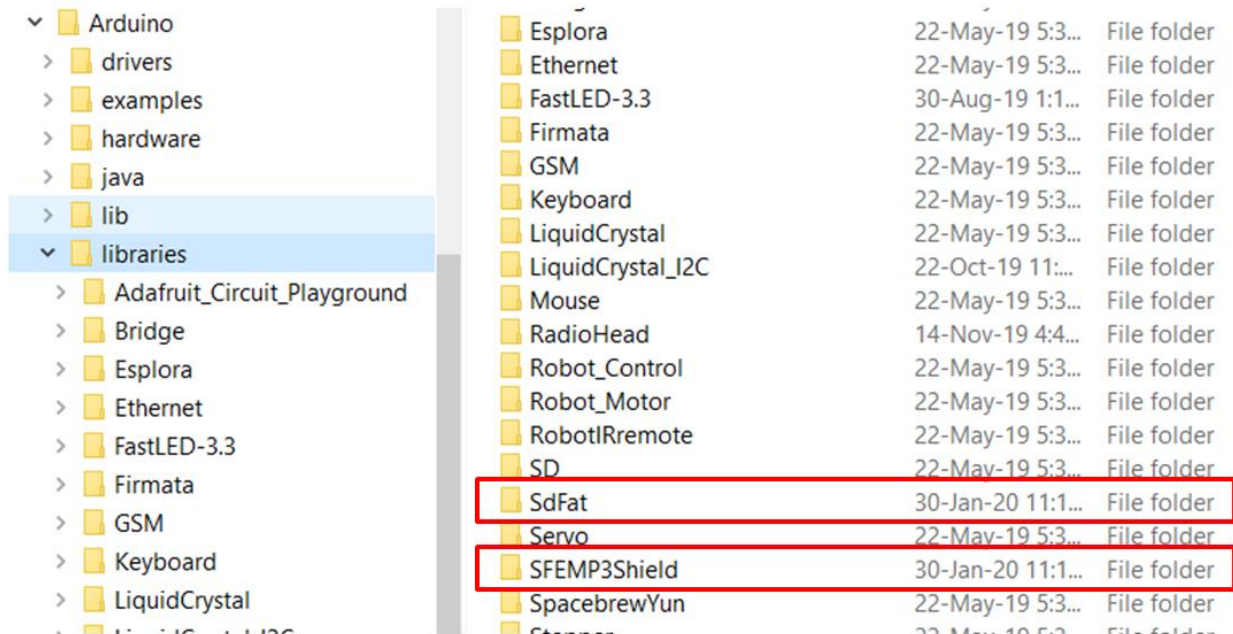 Arduino
drivers
examples
hardware
java
lib
libraries
Adafruit_Circuit_Playground
Bridge
Esplora
Ethernet
FastLED-3.3
Firmata
GSM
Keyboard
LiquidCrystal
Esplora 22-May-19 5:3... File folder
Ethernet 22-May-19 5:3... File folder
FastLED-3.3 30-Aug-19 1:1... File folder
Firmata 22-May-19 5:3... File folder
GSM 22-May-19 5:3... File folder
Keyboard 22-May-19 5:3... File folder
LiquidCrystal 22-May-19 5:3... File folder
LiquidCrystal_I2C 22-Oct-19 11:... File folder
Mouse 22-May-19 5:3... File folder
RadioHead 14-Nov-19 4:4... File folder
Robot_Control 22-May-19 5:3... File folder
Robot_Motor 22-May-19 5:3... File folder
RobotIRremote 22-May-19 5:3... File folder
SD 22-May-19 5:3... File folder
SdFat 30-Jan-20 11:1... File folder
Servo 22-May-19 5:3... File folder
SFEMP3Shield 30-Jan-20 11:1... File folder
SpacebrewYun 22-May-19 5:3... File folder